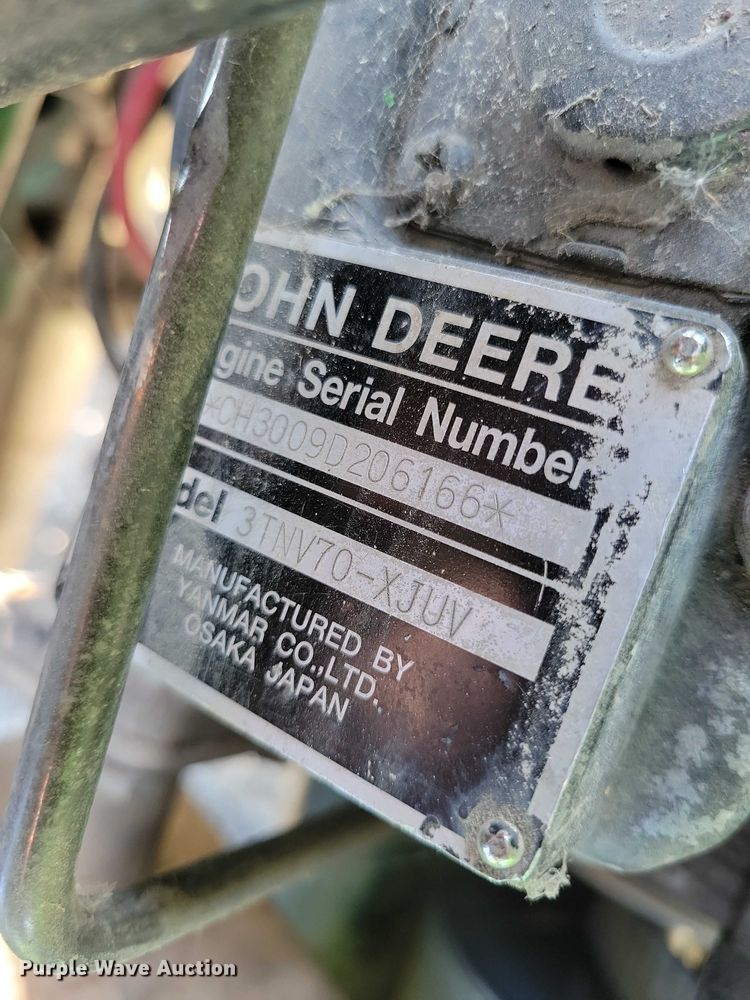 OHN DEERE
gine Serial Number
*CH3009D206166*
del 3TNV70-XJUV
MANUFACTURED BY
YANMAR CO.,LTD.
OSAKA JAPAN
Purple Wave Auction